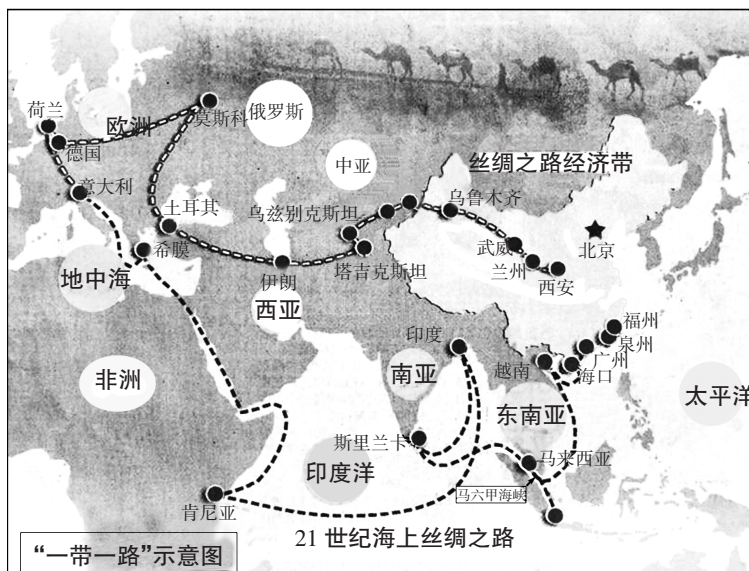 荷兰
欧洲
莫斯科
俄罗斯
德国
中亚
丝绸之路经济带
意大利
土耳其
乌兹别克斯坦
乌鲁木齐
希膜
武威
北京
地中海
伊朗
塔吉克斯坦
兰州
西安
西亚
福州
泉州
印度
广州
越南
海口
非洲
南亚
东南亚
太平洋
斯里兰卡
马来西亚
印度洋
马六甲海峡
肯尼亚
21 世纪海上丝绸之路
“一带一路”示意图